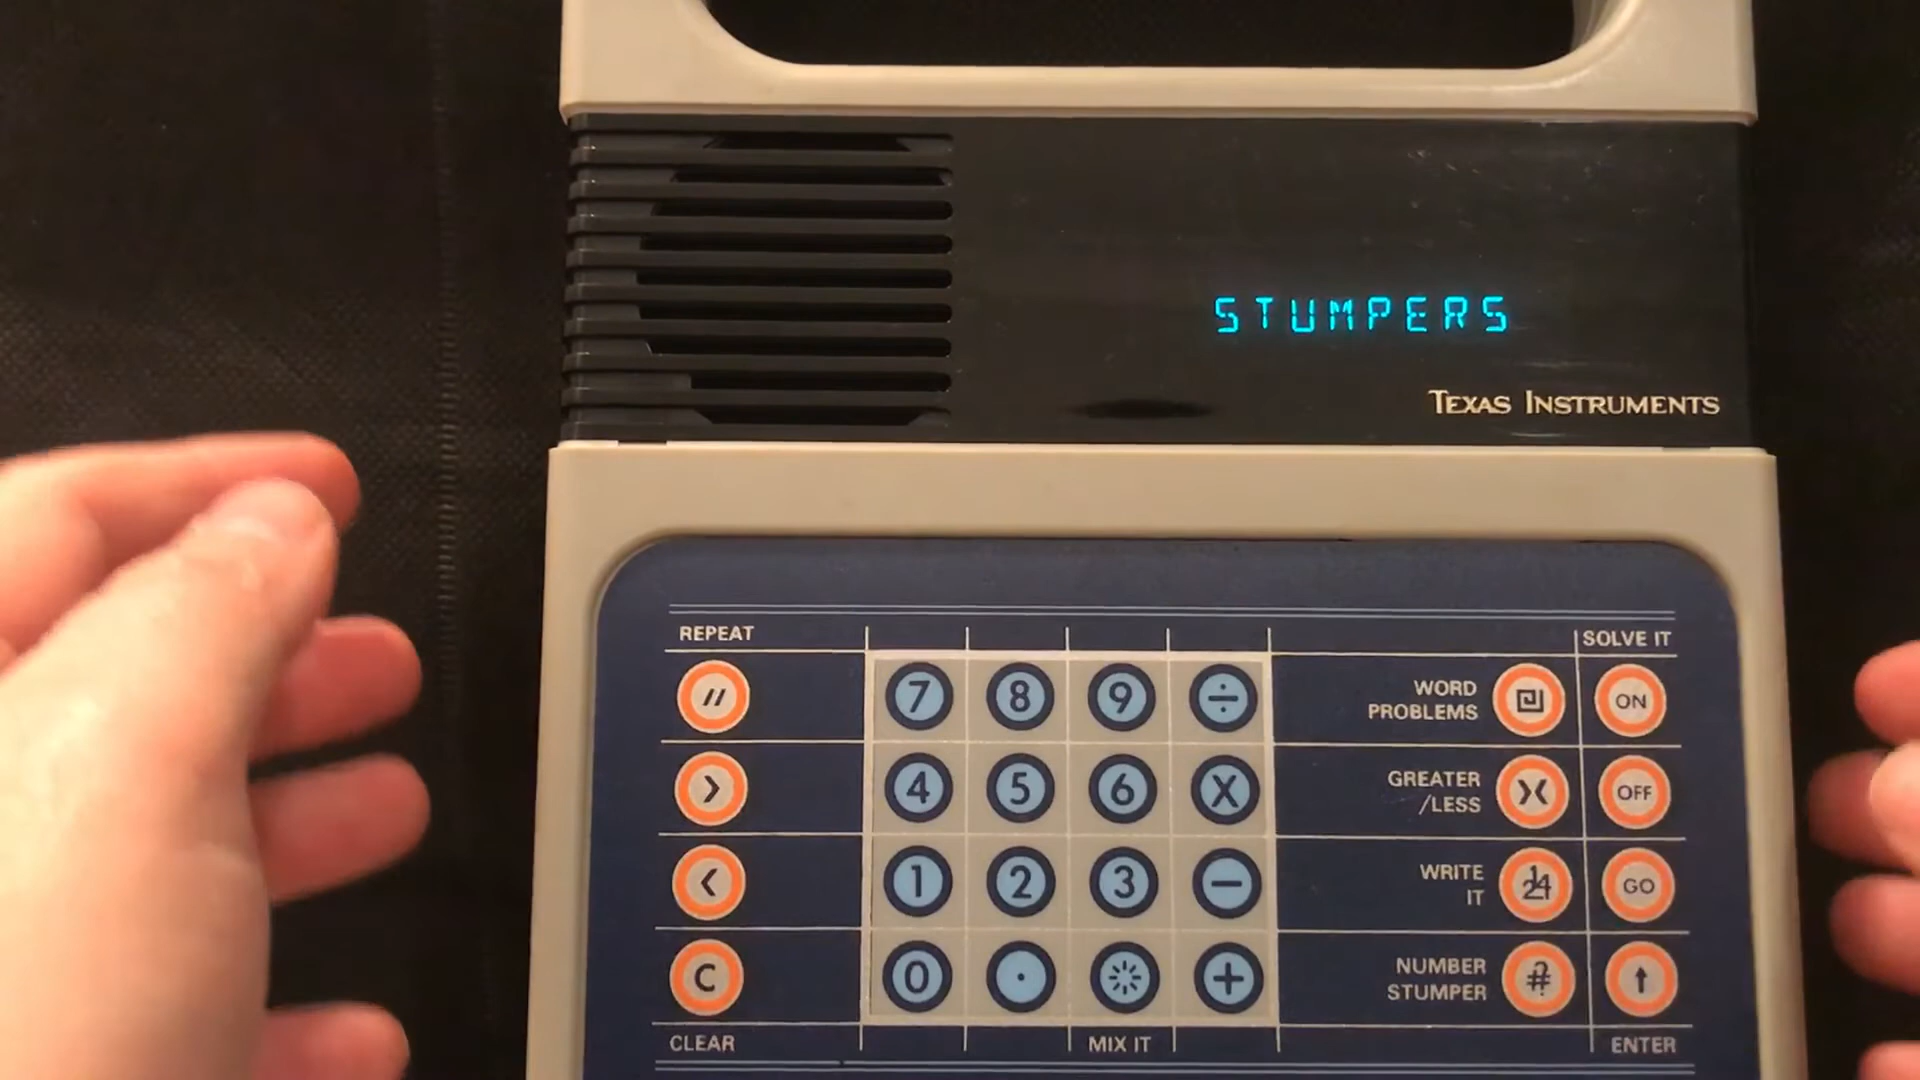 STUMPERS
TEXAS INSTRUMENTS
REPEAT
SOLVE IT
7 8 9 ÷
WORD PROBLEMS
ON
4 5 6 X
GREATER /LESS
OFF
1 2 3 −
WRITE IT
GO
C
0 . +
NUMBER STUMPER
CLEAR
MIX IT
ENTER